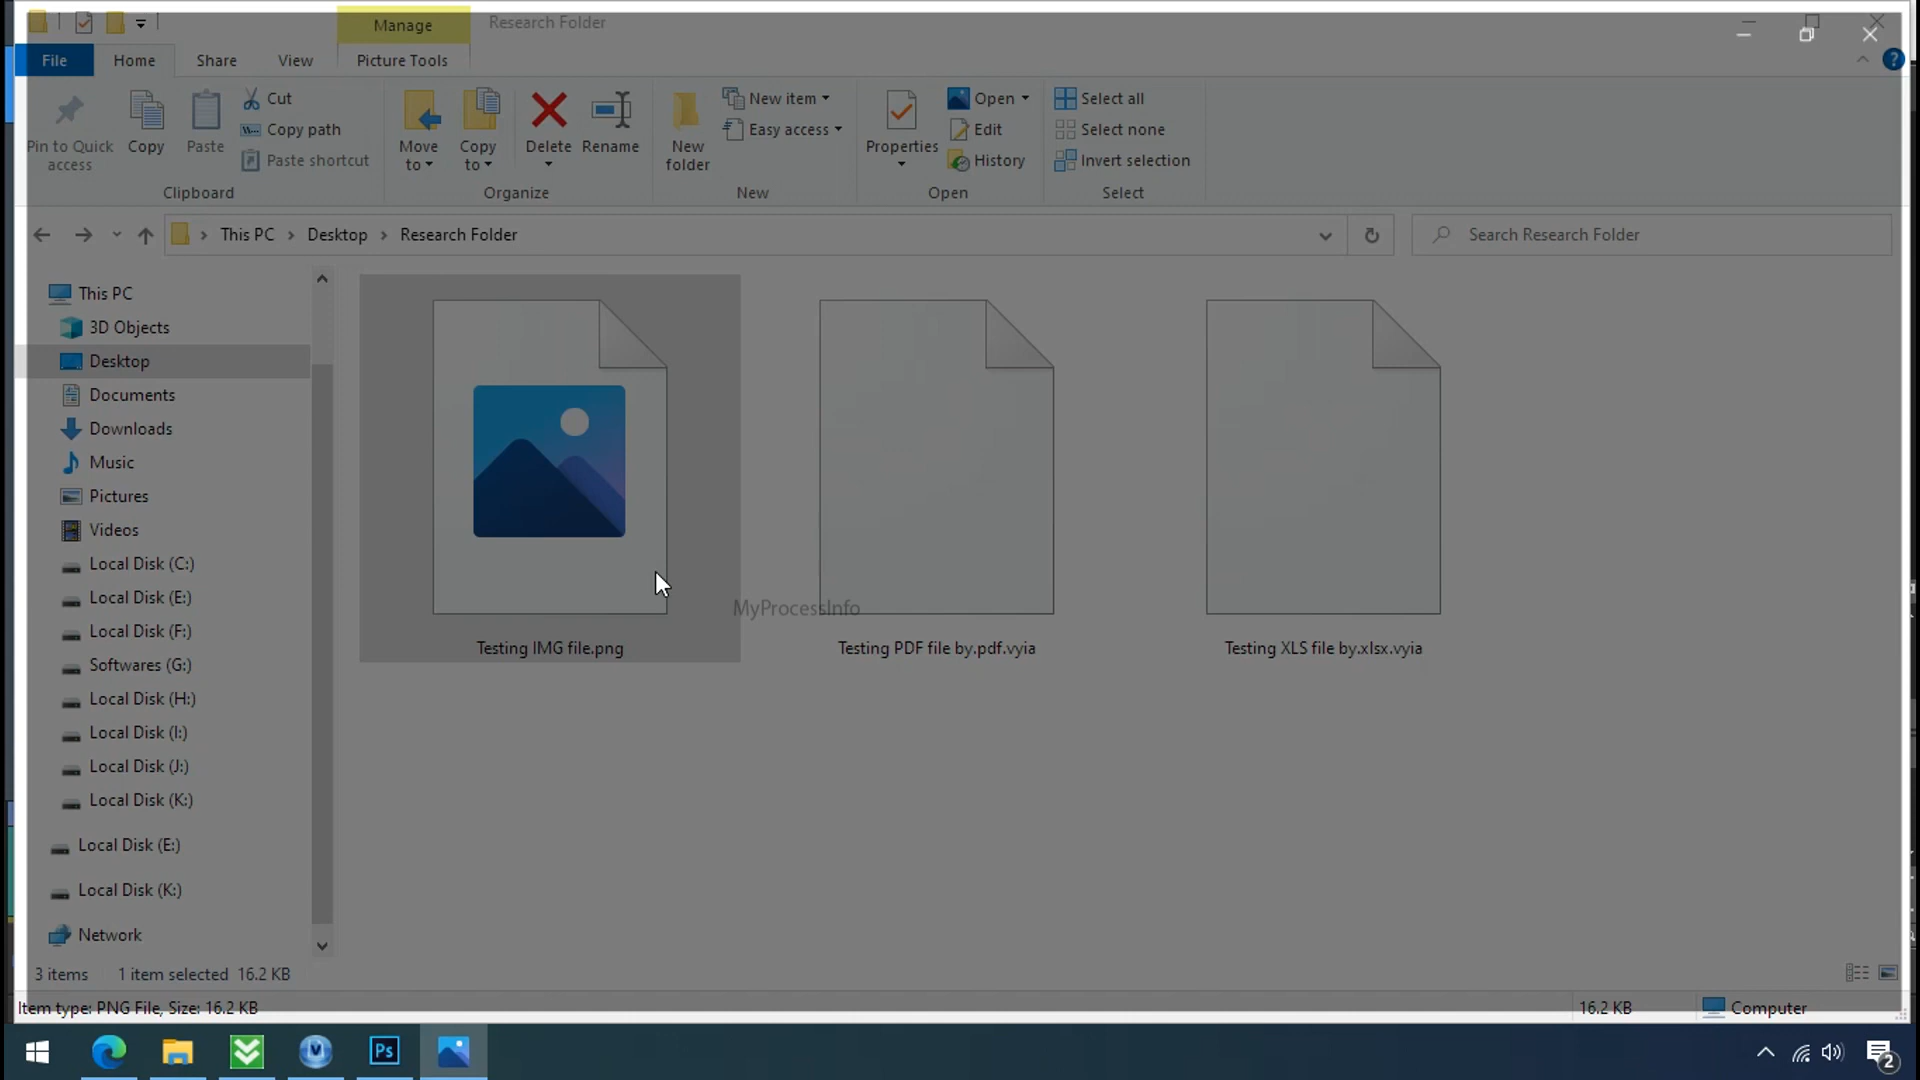 Manage
Research Folder
File
Home
Share
View
Picture Tools
Pin to Quick
access
Copy
Paste
Cut
Copy path
Paste shortcut
Clipboard
Move
to
Copy
to
Delete
Rename
Organize
New
folder
New item
Easy access
New
Properties
Open
Edit
History
Open
Select all
Select none
Invert selection
Select
This PC
Desktop
Research Folder
Search Research Folder
This PC
3D Objects
Desktop
Documents
Downloads
Music
Pictures
Videos
Local Disk (C:)
Local Disk (E:)
Local Disk (F:)
Softwares (G:)
Local Disk (H:)
Local Disk (I:)
Local Disk (J:)
Local Disk (K:)
Local Disk (E:)
Local Disk (K:)
Network
MyProcessInfo
Testing IMG file.png
Testing PDF file by.pdf.vyia
Testing XLS file by.xlsx.vyia
3 items
1 item selected 16.2 KB
Item type: PNG File, Size: 16.2 KB
16.2 KB
Computer
Ps
2